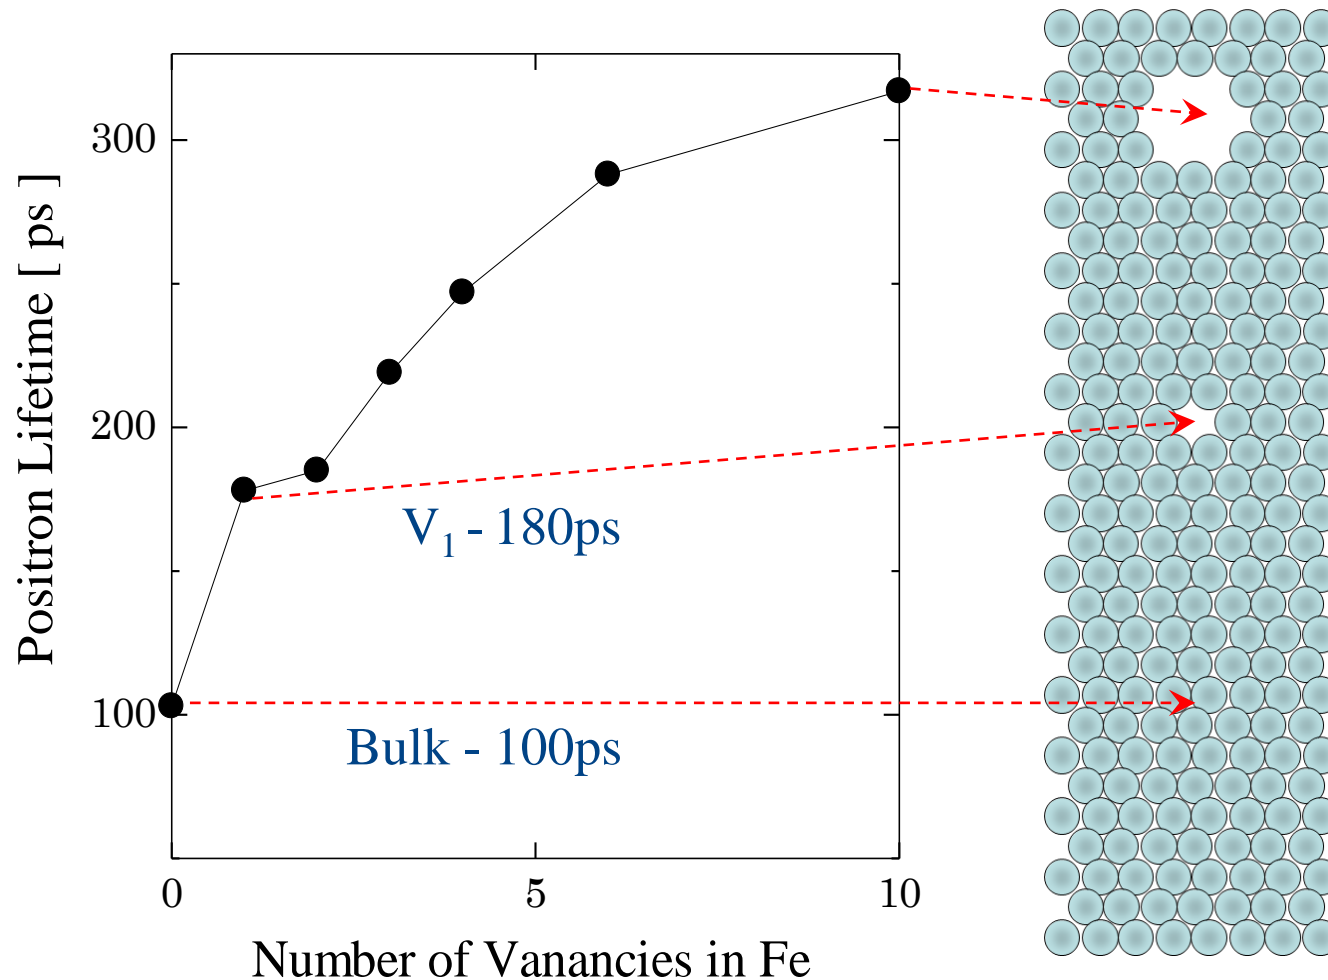 Positron Lifetime [ ps ]
300
200
100
V1 - 180ps
Bulk - 100ps
0 5 10
Number of Vanancies in Fe